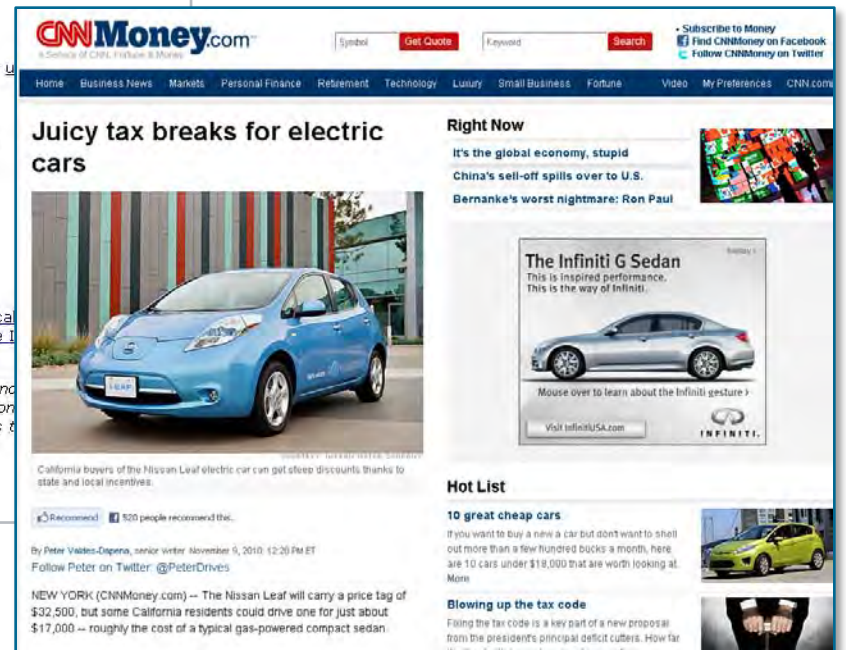 CNNMoney.com
A Service of CNN, Fortune & Money
Symbol
Get Quote
Keyword
Search
• Subscribe to Money
Find CNNMoney on Facebook
Follow CNNMoney on Twitter
Home Business News Markets Personal Finance Retirement Technology Luxury Small Business Fortune Video My Preferences CNN.com
Juicy tax breaks for electric
cars
LEAF
California buyers of the Nissan Leaf electric car can get steep discounts thanks to
state and local incentives.
Recommend 520 people recommend this.
By Peter Valdes-Dapena, senior writer November 9, 2010: 12:20 PM ET
Follow Peter on Twitter: @PeterDrives
NEW YORK (CNNMoney.com) -- The Nissan Leaf will carry a price tag of
$32,500, but some California residents could drive one for just about
$17,000 -- roughly the cost of a typical gas-powered compact sedan
Right Now
It's the global economy, stupid
China's sell-off spills over to U.S.
Bernanke's worst nightmare: Ron Paul
The Infiniti G Sedan
This is inspired performance.
This is the way of Infiniti.
Mouse over to learn about the Infiniti gesture >
Visit InfinitiUSA.com
INFINITI.
Hot List
10 great cheap cars
If you want to buy a new a car but don't want to shell
out more than a few hundred bucks a month, here
are 10 cars under $18,000 that are worth looking at.
More
Blowing up the tax code
Fixing the tax code is a key part of a new proposal
from the president's principal deficit cutters. How far